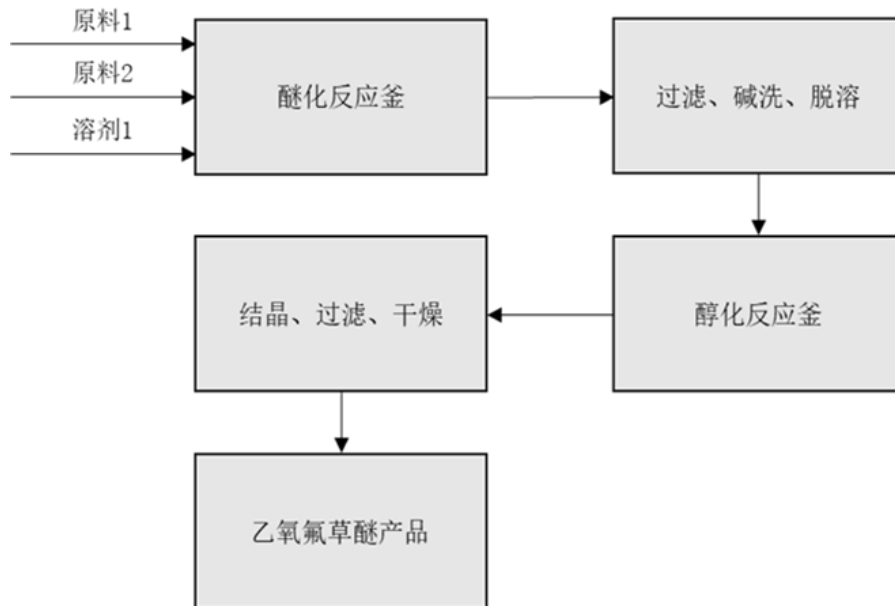 原料1
原料2
溶剂1
醚化反应釜
过滤、碱洗、脱溶
醇化反应釜
结晶、过滤、干燥
乙氧氟草醚产品